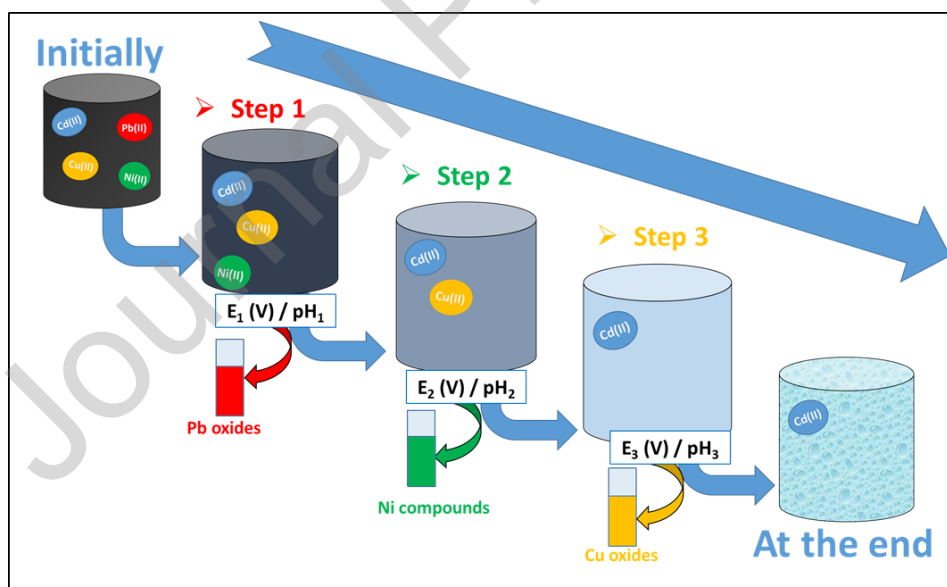 Journal P
Initially
Cd(II)
Pb(II)
Cu(II)
Ni(II)
➢ Step 1
Cd(II)
Cu(II)
Ni(II)
E₁ (V) / pH₁
Pb oxides
➢ Step 2
Cd(II)
Cu(II)
E₂ (V) / pH₂
Ni compounds
➢ Step 3
Cd(II)
E₃ (V) / pH₃
Cu oxides
Cd(II)
At the end